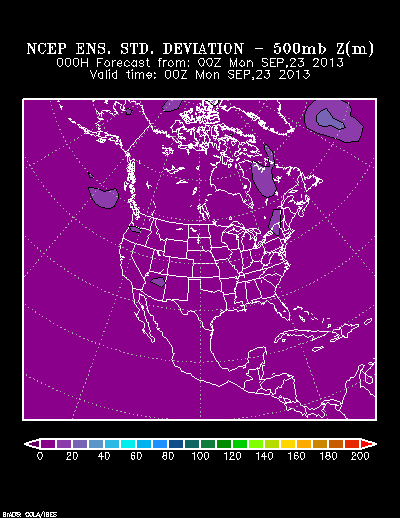 NCEP ENS. STD. DEVIATION - 500mb Z(m)
000H Forecast from: 00Z Mon SEP,23 2013
Valid time: 00Z Mon SEP,23 2013
0 20 40 60 80 100 120 140 160 180 200
GrADS: COLA/IGES